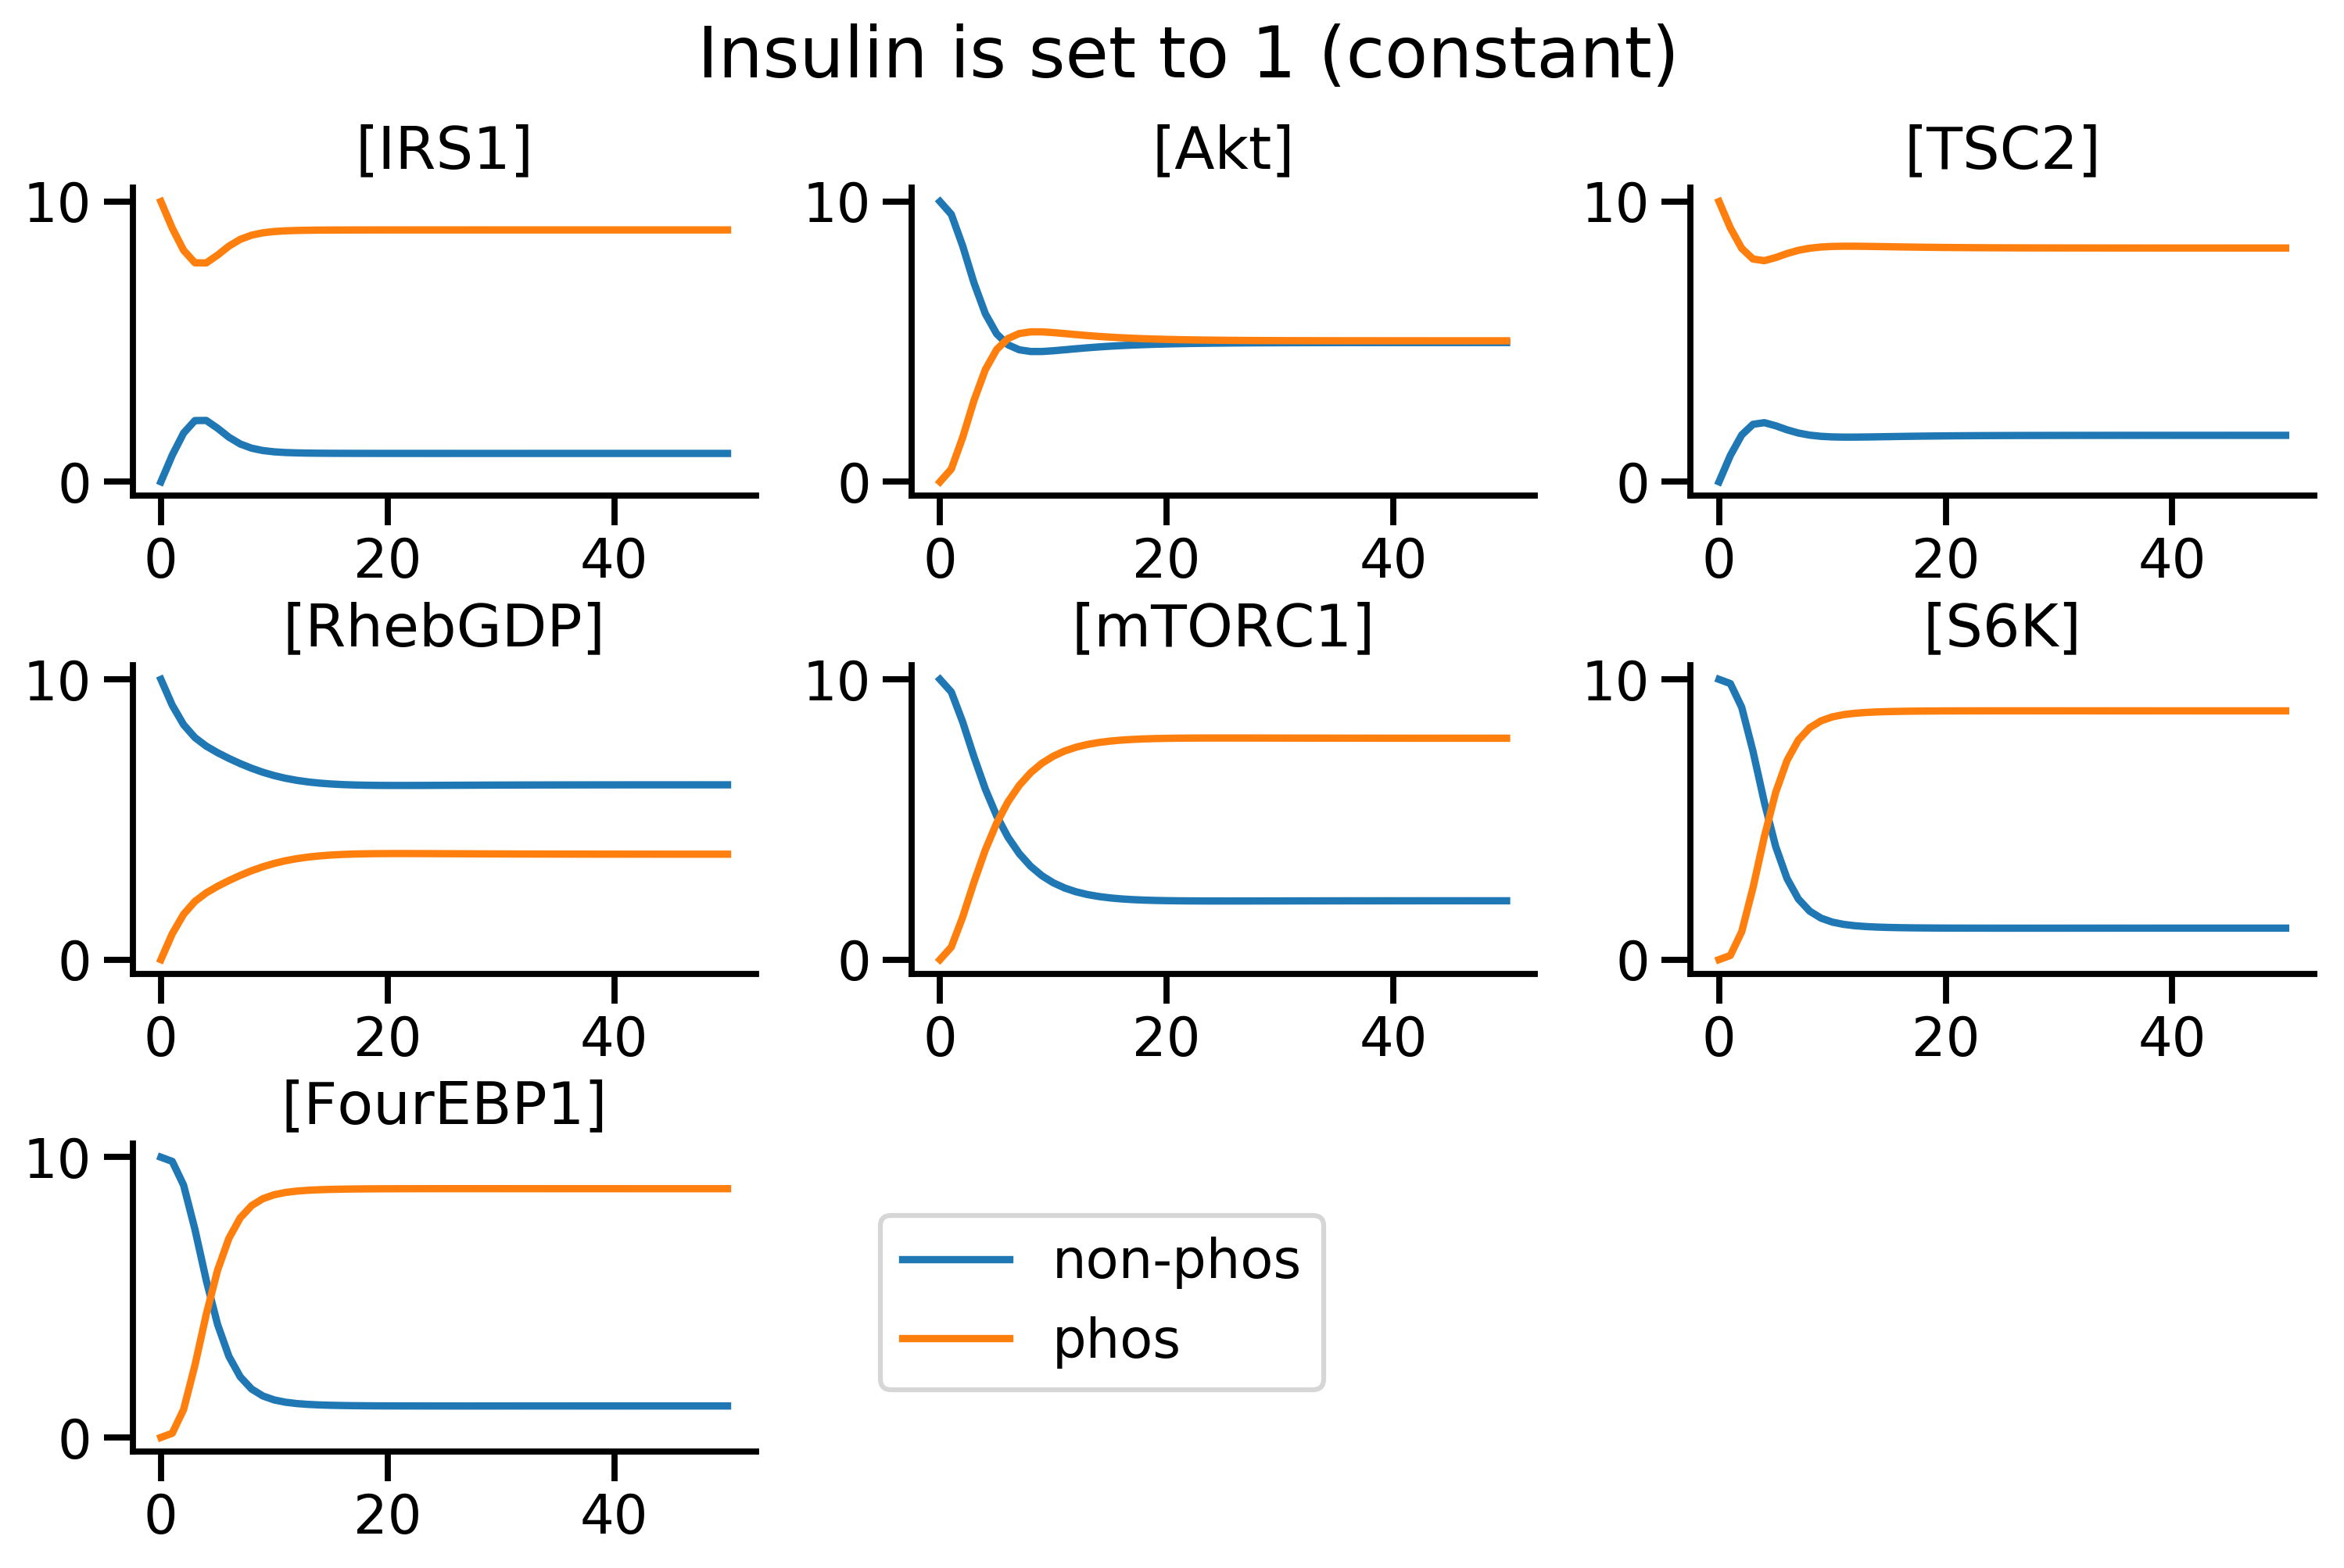 Insulin is set to 1 (constant)
[IRS1] [Akt] [TSC2]
10 10 10
0 0 0
0 20 40 0 20 40 0 20 40
[RhebGDP] [mTORC1] [S6K]
10 10 10
0 0 0
0 20 40 0 20 40 0 20 40
[FourEBP1]
10
non-phos
phos
0
0 20 40